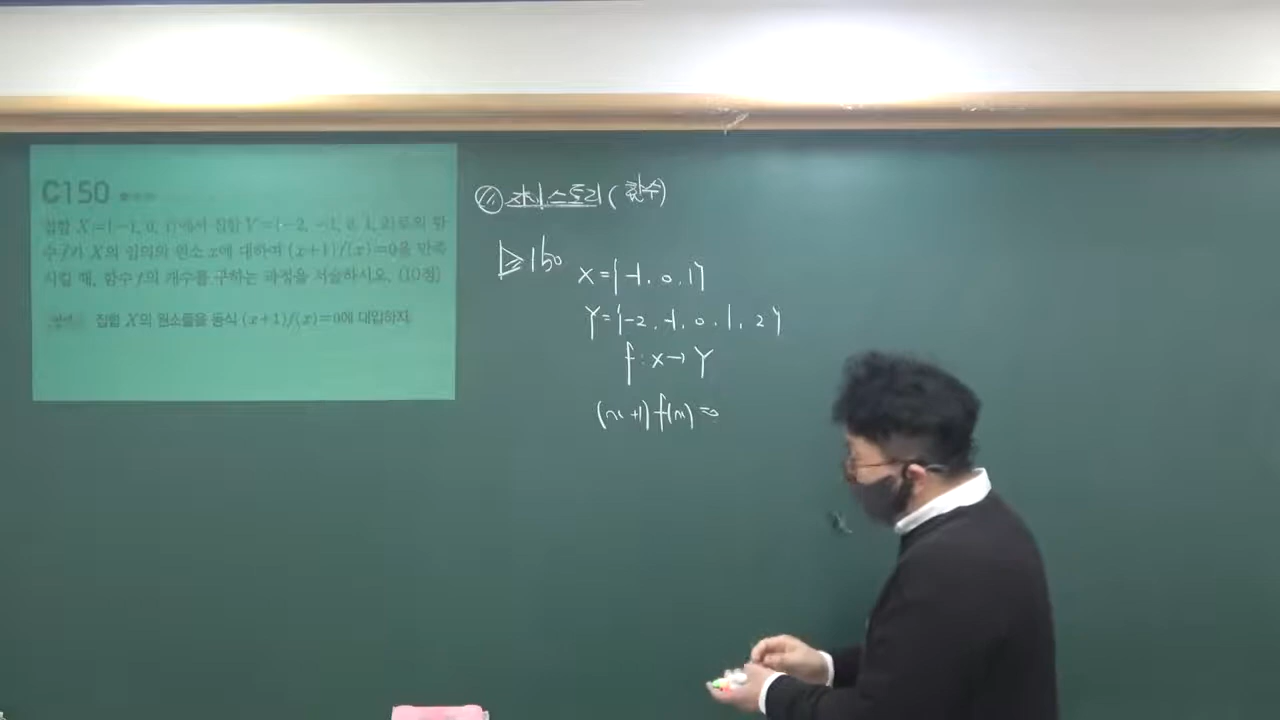 C150
집합 X={-1, 0, 1}에서 집합 Y={-2, -1, 0, 1, 2}로의 함
수 f가 X의 임의의 원소 x에 대하여 (x+1)f(x)=0을 만족
시킬 때, 함수 f의 개수를 구하는 과정을 서술하시오. (10점)
집합 X의 원소들을 등식 (x+1)f(x)=0에 대입하자.
자이스토리 (함수)
150
X={-1, 0, 1}
Y={-2, -1, 0, 1, 2}
f : X→Y
(x+1)f(x)=0